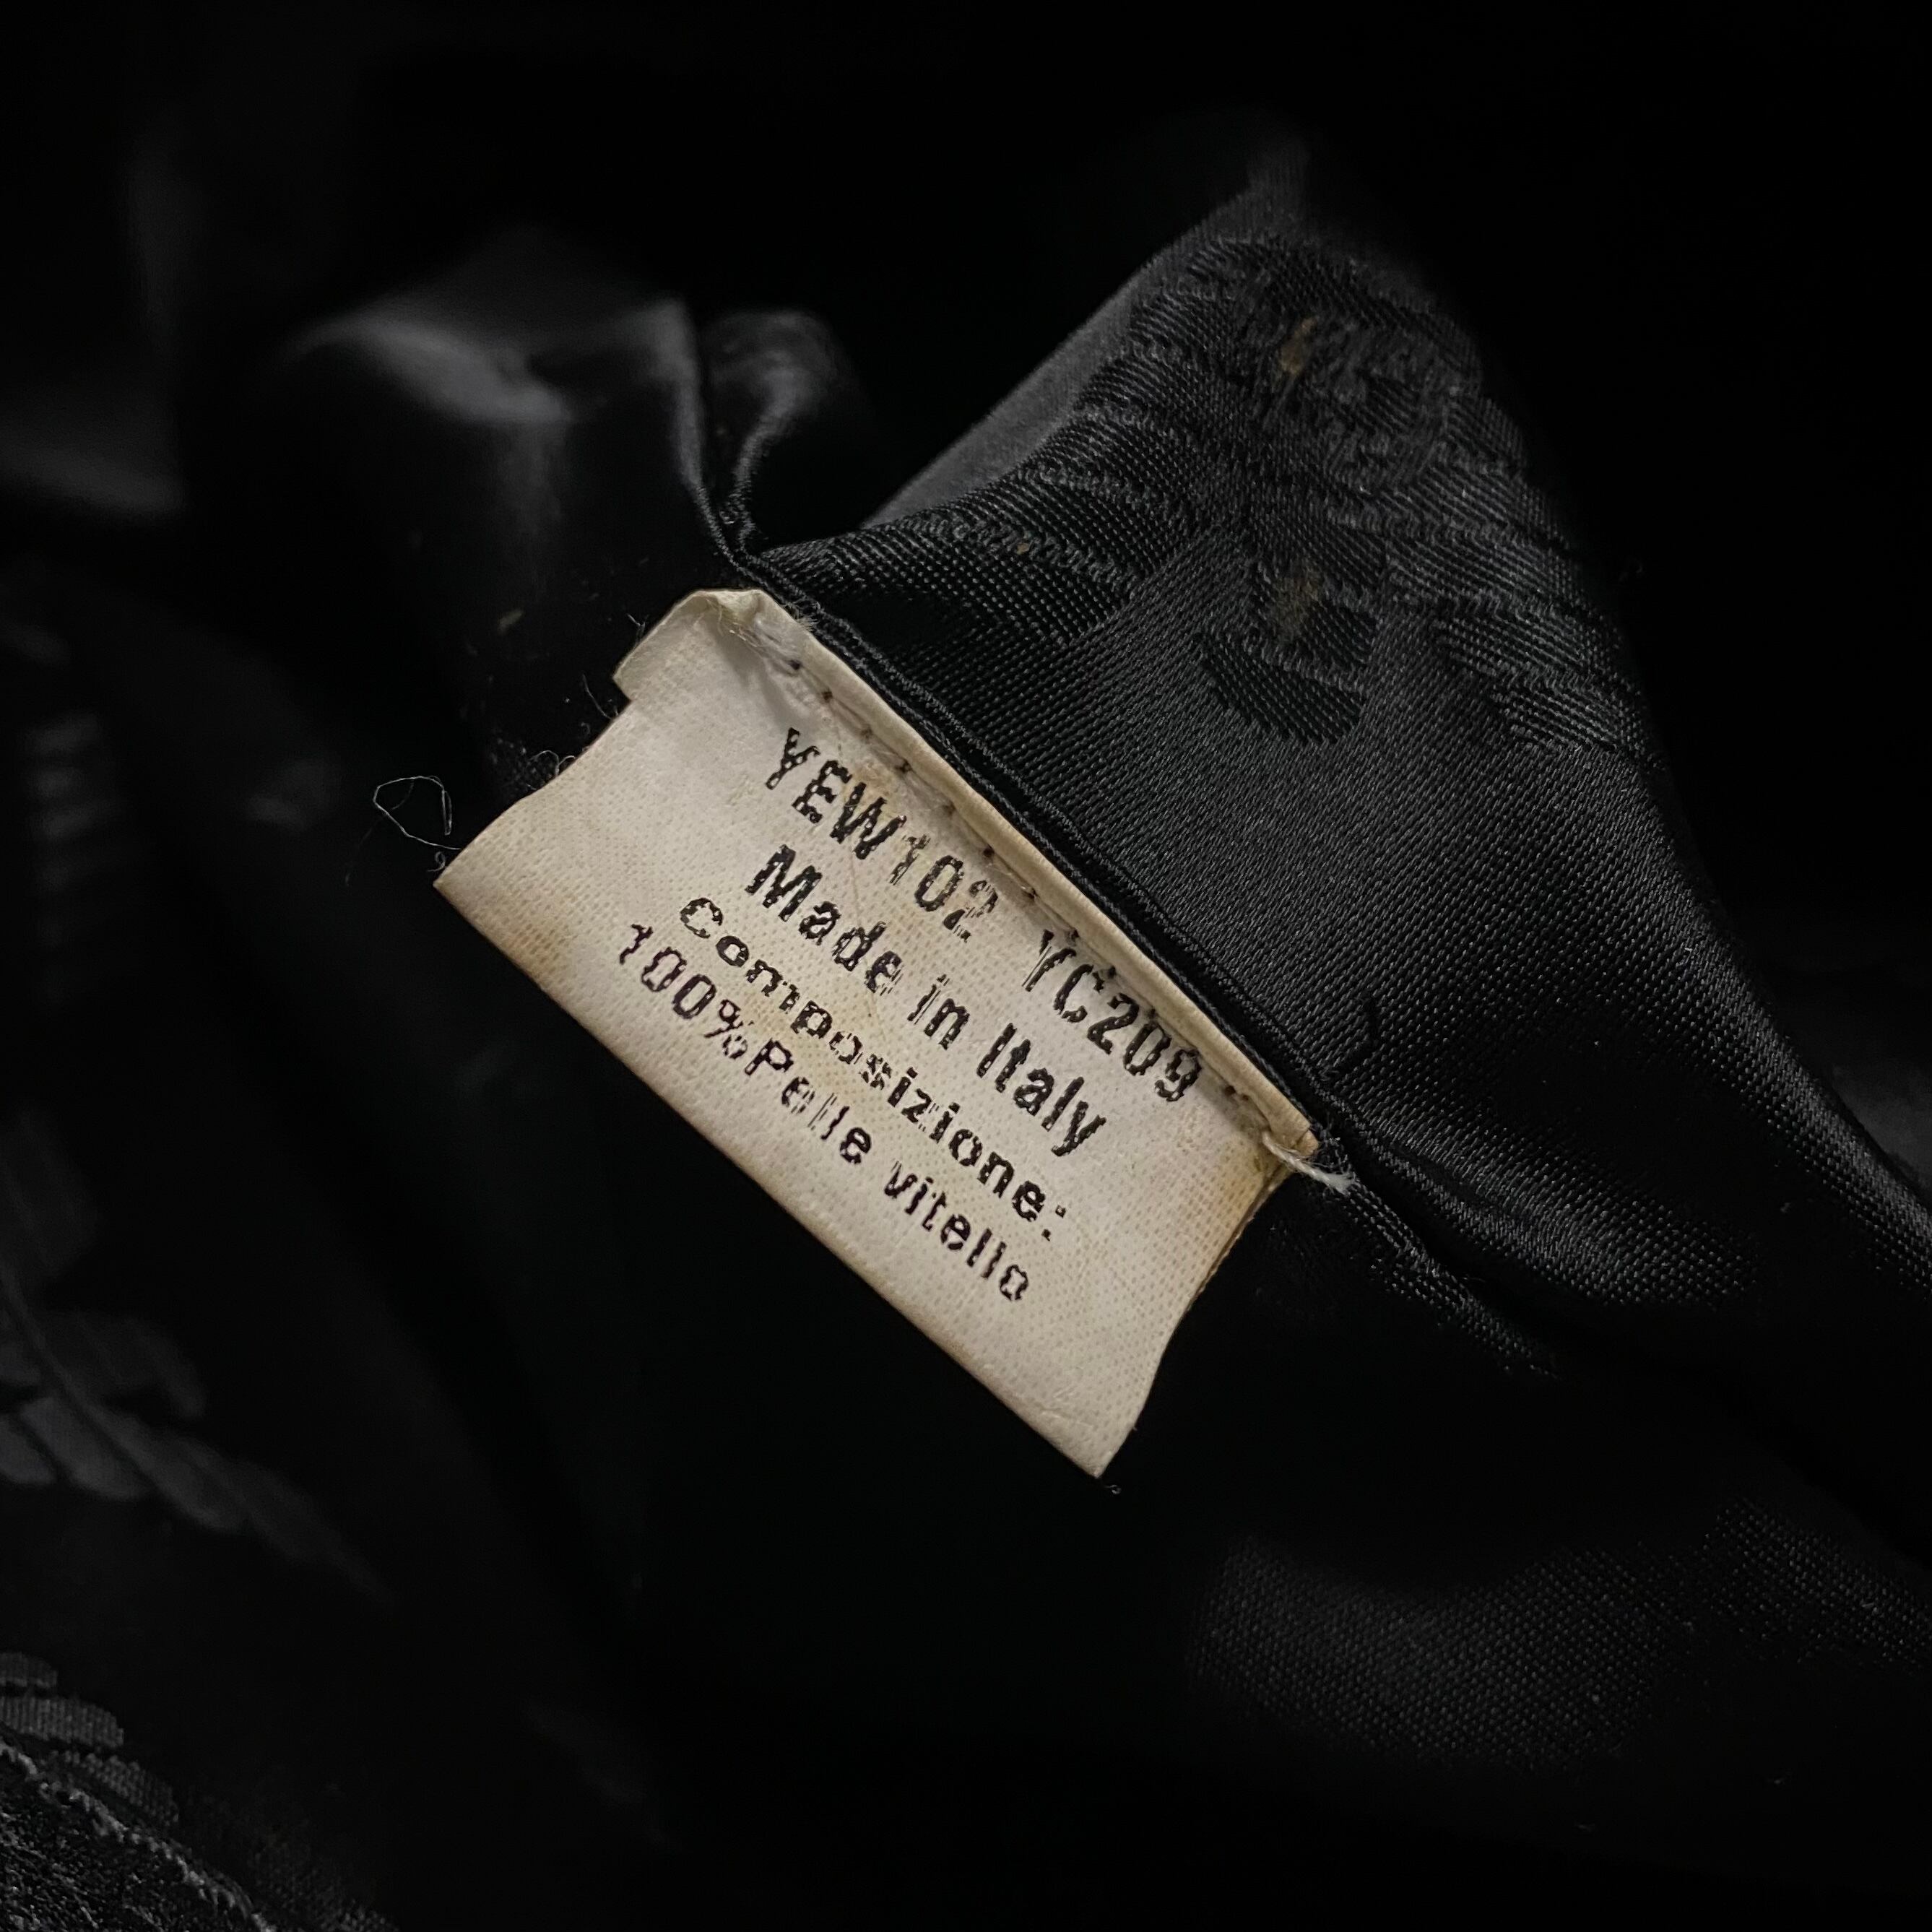 YEW102 YC209
Made in Italy
Composizione:
100%Pelle vitello